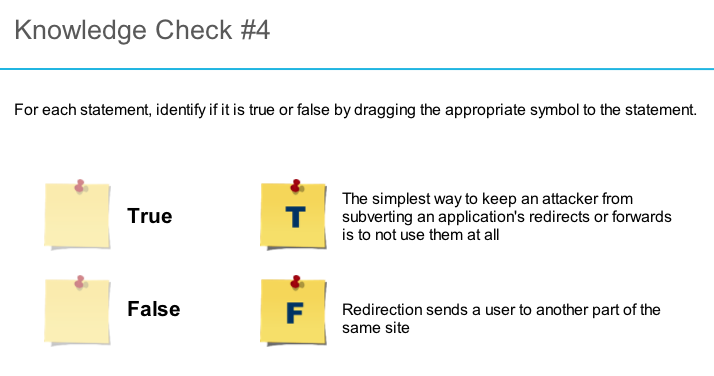 Knowledge Check #4
For each statement, identify if it is true or false by dragging the appropriate symbol to the statement.
True
T
The simplest way to keep an attacker from
subverting an application's redirects or forwards
is to not use them at all
False
F
Redirection sends a user to another part of the
same site